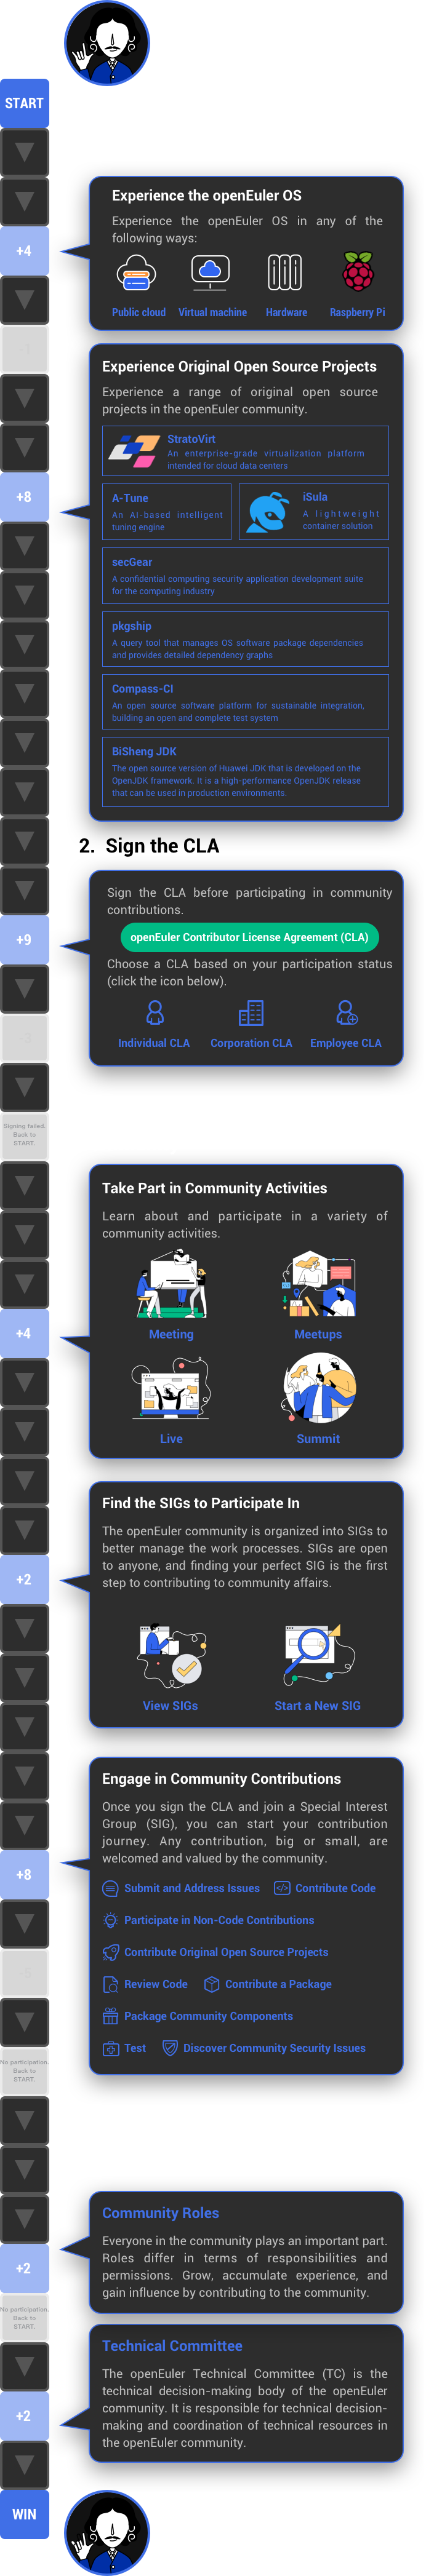 START
Experience the openEuler OS
Experience the openEuler OS in any of the
following ways:
+4
Public cloud Virtual machine Hardware Raspberry Pi
Experience Original Open Source Projects
Experience a range of original open source
projects in the openEuler community.
StratoVirt
An enterprise-grade virtualization platform
intended for cloud data centers
+8
A-Tune
An AI-based intelligent
tuning engine
iSula
A lightweight
container solution
secGear
A confidential computing security application development suite
for the computing industry
pkgship
A query tool that manages OS software package dependencies
and provides detailed dependency graphs
Compass-CI
An open source software platform for sustainable integration,
building an open and complete test system
BiSheng JDK
The open source version of Huawei JDK that is developed on the
OpenJDK framework. It is a high-performance OpenJDK release
that can be used in production environments.
2. Sign the CLA
Sign the CLA before participating in community
contributions.
+9
openEuler Contributor License Agreement (CLA)
Choose a CLA based on your participation status
(click the icon below).
Individual CLA Corporation CLA Employee CLA
Signing failed.
Back to
START.
Take Part in Community Activities
Learn about and participate in a variety of
community activities.
+4
Meeting Meetups
Live Summit
Find the SIGs to Participate In
The openEuler community is organized into SIGs to
better manage the work processes. SIGs are open
to anyone, and finding your perfect SIG is the first
step to contributing to community affairs.
+2
View SIGs Start a New SIG
Engage in Community Contributions
Once you sign the CLA and join a Special Interest
Group (SIG), you can start your contribution
journey. Any contribution, big or small, are
welcomed and valued by the community.
+8
Submit and Address Issues Contribute Code
Participate in Non-Code Contributions
Contribute Original Open Source Projects
Review Code Contribute a Package
Package Community Components
Test Discover Community Security Issues
No participation.
Back to
START.
Community Roles
Everyone in the community plays an important part.
Roles differ in terms of responsibilities and
permissions. Grow, accumulate experience, and
gain influence by contributing to the community.
+2
No participation.
Back to
START.
Technical Committee
The openEuler Technical Committee (TC) is the
technical decision-making body of the openEuler
community. It is responsible for technical decision-
making and coordination of technical resources in
the openEuler community.
+2
WIN